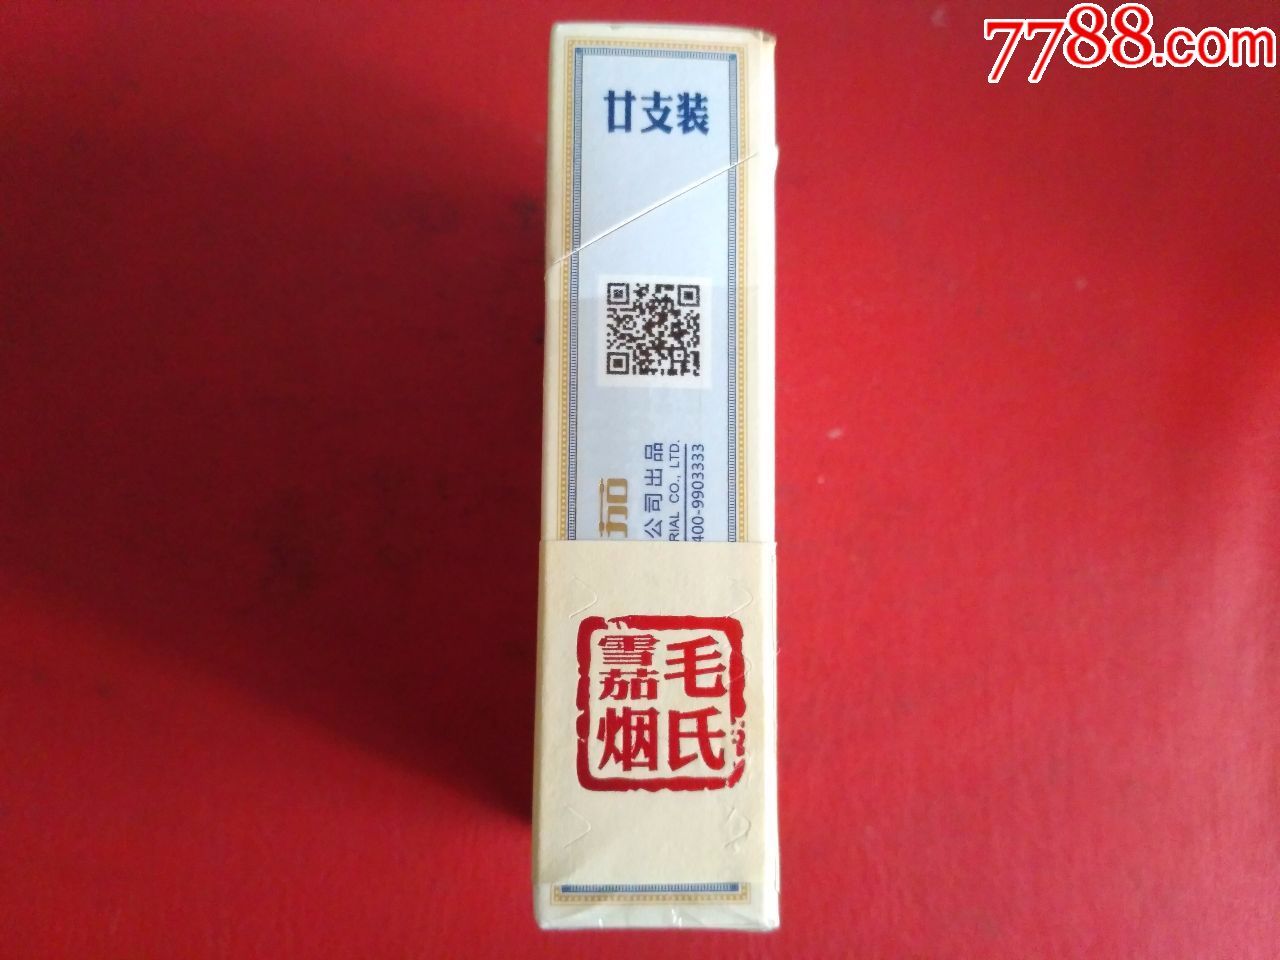 7788.com
廿支装
茄
公司出品
RIAL CO., LTD.
400-9903333
毛氏
雪茄烟